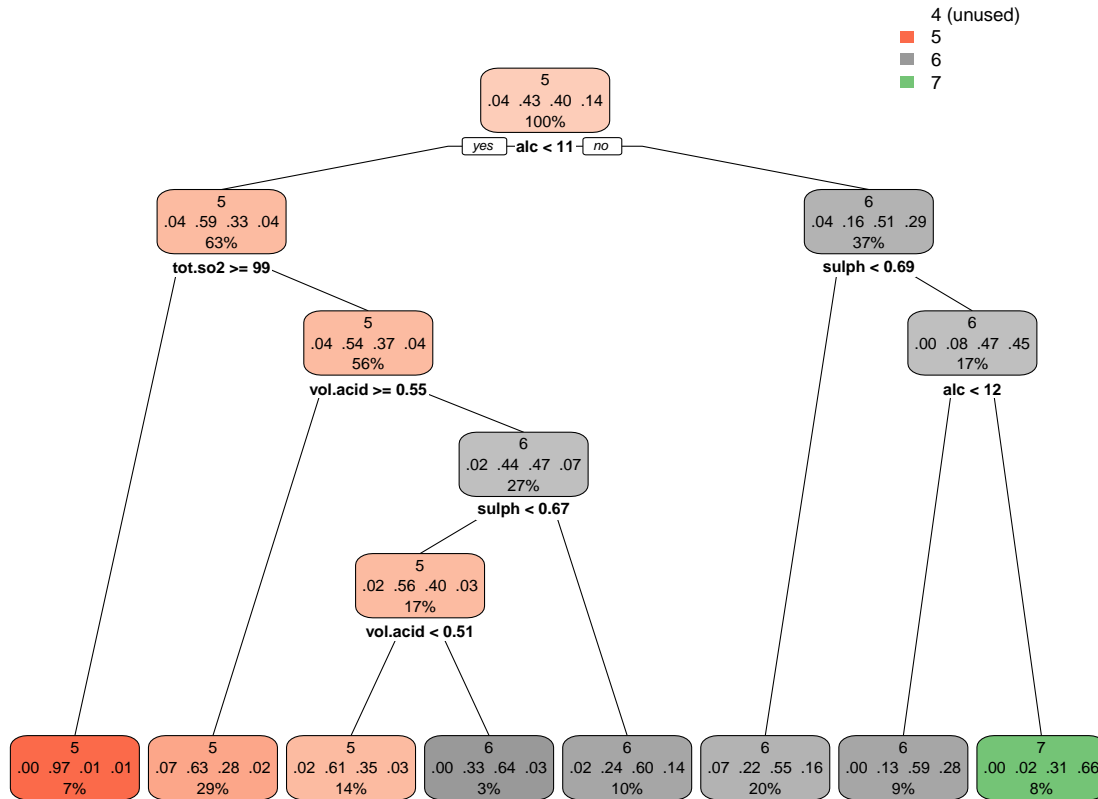 4 (unused)
5
6
7
5
.04 .43 .40 .14
100%
yes alc < 11 no
5
.04 .59 .33 .04
63%
tot.so2 >= 99
6
.04 .16 .51 .29
37%
sulph < 0.69
5
.04 .54 .37 .04
56%
vol.acid >= 0.55
6
.00 .08 .47 .45
17%
alc < 12
6
.02 .44 .47 .07
27%
sulph < 0.67
5
.02 .56 .40 .03
17%
vol.acid < 0.51
5
.00 .97 .01 .01
7%
5
.07 .63 .28 .02
29%
5
.02 .61 .35 .03
14%
6
.00 .33 .64 .03
3%
6
.02 .24 .60 .14
10%
6
.07 .22 .55 .16
20%
6
.00 .13 .59 .28
9%
7
.00 .02 .31 .66
8%